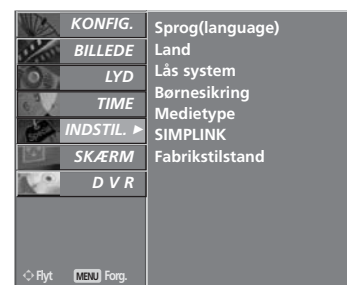 KONFIG.
BILLEDE
LYD
TIME
INDSTIL. ►
SKÆRM
D V R
Sprog(language)
Land
Lås system
Børnesikring
Medietype
SIMPLINK
Fabrikstilstand
Flyt MENU Forg.